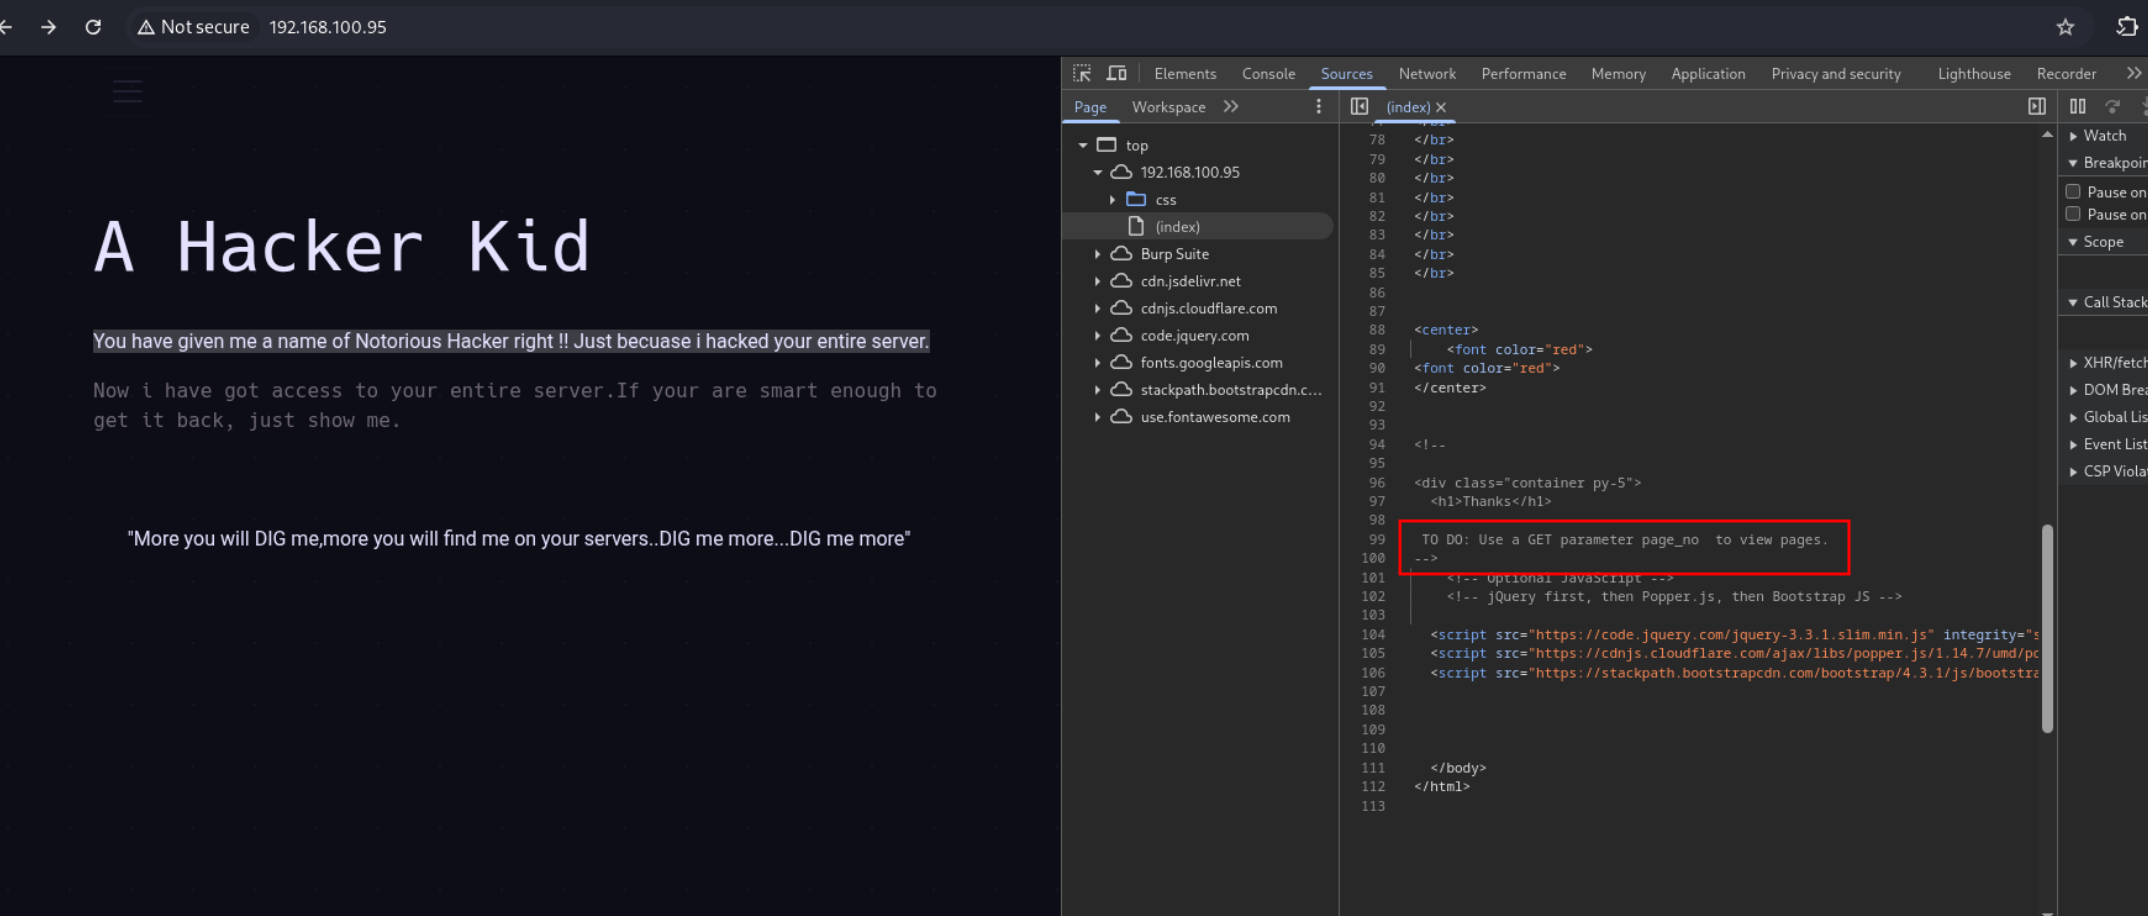 Not secure 192.168.100.95
A Hacker Kid
You have given me a name of Notorious Hacker right !! Just becuase i hacked your entire server.
Now i have got access to your entire server.If your are smart enough to
get it back, just show me.
"More you will DIG me,more you will find me on your servers..DIG me more...DIG me more"
Elements Console Sources Network Performance Memory Application Privacy and security Lighthouse Recorder
Page Workspace
(index)
top
192.168.100.95
css
(index)
Burp Suite
cdn.jsdelivr.net
cdnjs.cloudflare.com
code.jquery.com
fonts.googleapis.com
stackpath.bootstrapcdn.c...
use.fontawesome.com
78 </br>
79 </br>
80 </br>
81 </br>
82 </br>
83 </br>
84 </br>
85 </br>
86
87
88 <center>
89 <font color="red">
90 <font color="red">
91 </center>
92
93
94 <!--
95
96 <div class="container py-5">
97 <h1>Thanks</h1>
98
99 TO DO: Use a GET parameter page_no  to view pages.
100 -->
101 <!-- Optional JavaScript -->
102 <!-- jQuery first, then Popper.js, then Bootstrap JS -->
103
104 <script src="https://code.jquery.com/jquery-3.3.1.slim.min.js" integrity="s
105 <script src="https://cdnjs.cloudflare.com/ajax/libs/popper.js/1.14.7/umd/po
106 <script src="https://stackpath.bootstrapcdn.com/bootstrap/4.3.1/js/bootstra
107
108
109
110
111 </body>
112 </html>
113
Watch
Breakpoin
Pause on
Pause on
Scope
Call Stack
XHR/fetch
DOM Brea
Global Lis
Event List
CSP Viola